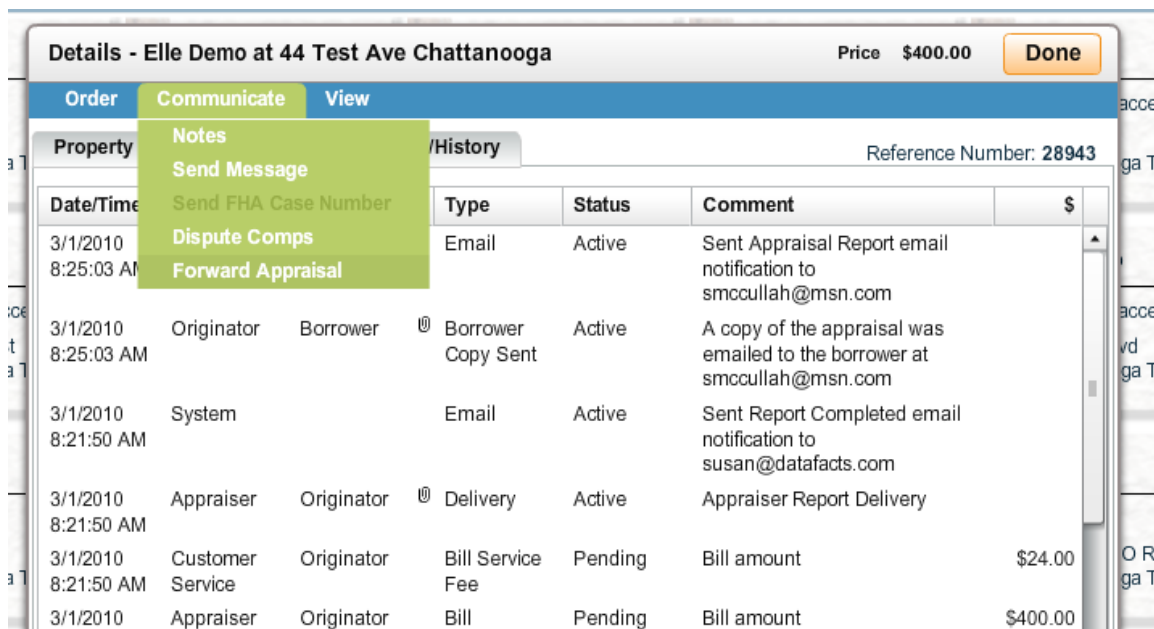 Details - Elle Demo at 44 Test Ave Chattanooga Price $400.00 Done
Order Communicate View
Notes
Send Message
Send FHA Case Number
Dispute Comps
Forward Appraisal
Property /History
Reference Number: 28943
Date/Time Type Status Comment $
3/1/2010 Email Active Sent Appraisal Report email
8:25:03 AM notification to
smccullah@msn.com
3/1/2010 Originator Borrower Borrower Active A copy of the appraisal was
8:25:03 AM Copy Sent emailed to the borrower at
smccullah@msn.com
3/1/2010 System Email Active Sent Report Completed email
8:21:50 AM notification to
susan@datafacts.com
3/1/2010 Appraiser Originator Delivery Active Appraiser Report Delivery
8:21:50 AM
3/1/2010 Customer Originator Bill Service Pending Bill amount $24.00
8:21:50 AM Service Fee
3/1/2010 Appraiser Originator Bill Pending Bill amount $400.00